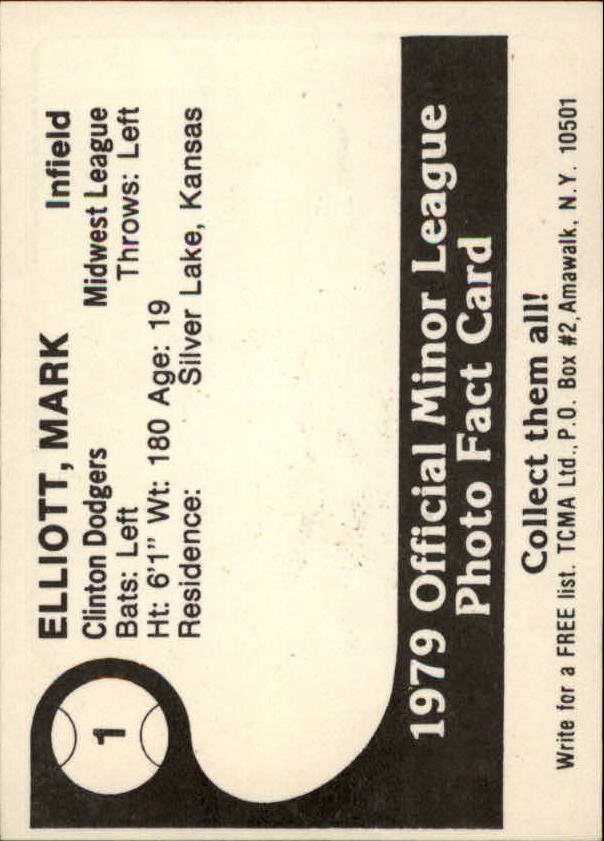 1
ELLIOTT, MARK Infield
Clinton Dodgers Midwest League
Bats: Left Throws: Left
Ht: 6'1" Wt: 180 Age: 19
Residence: Silver Lake, Kansas
1979 Official Minor League
Photo Fact Card
Collect them all!
Write for a FREE list. TCMA Ltd., P.O. Box #2, Amawalk, N.Y. 10501